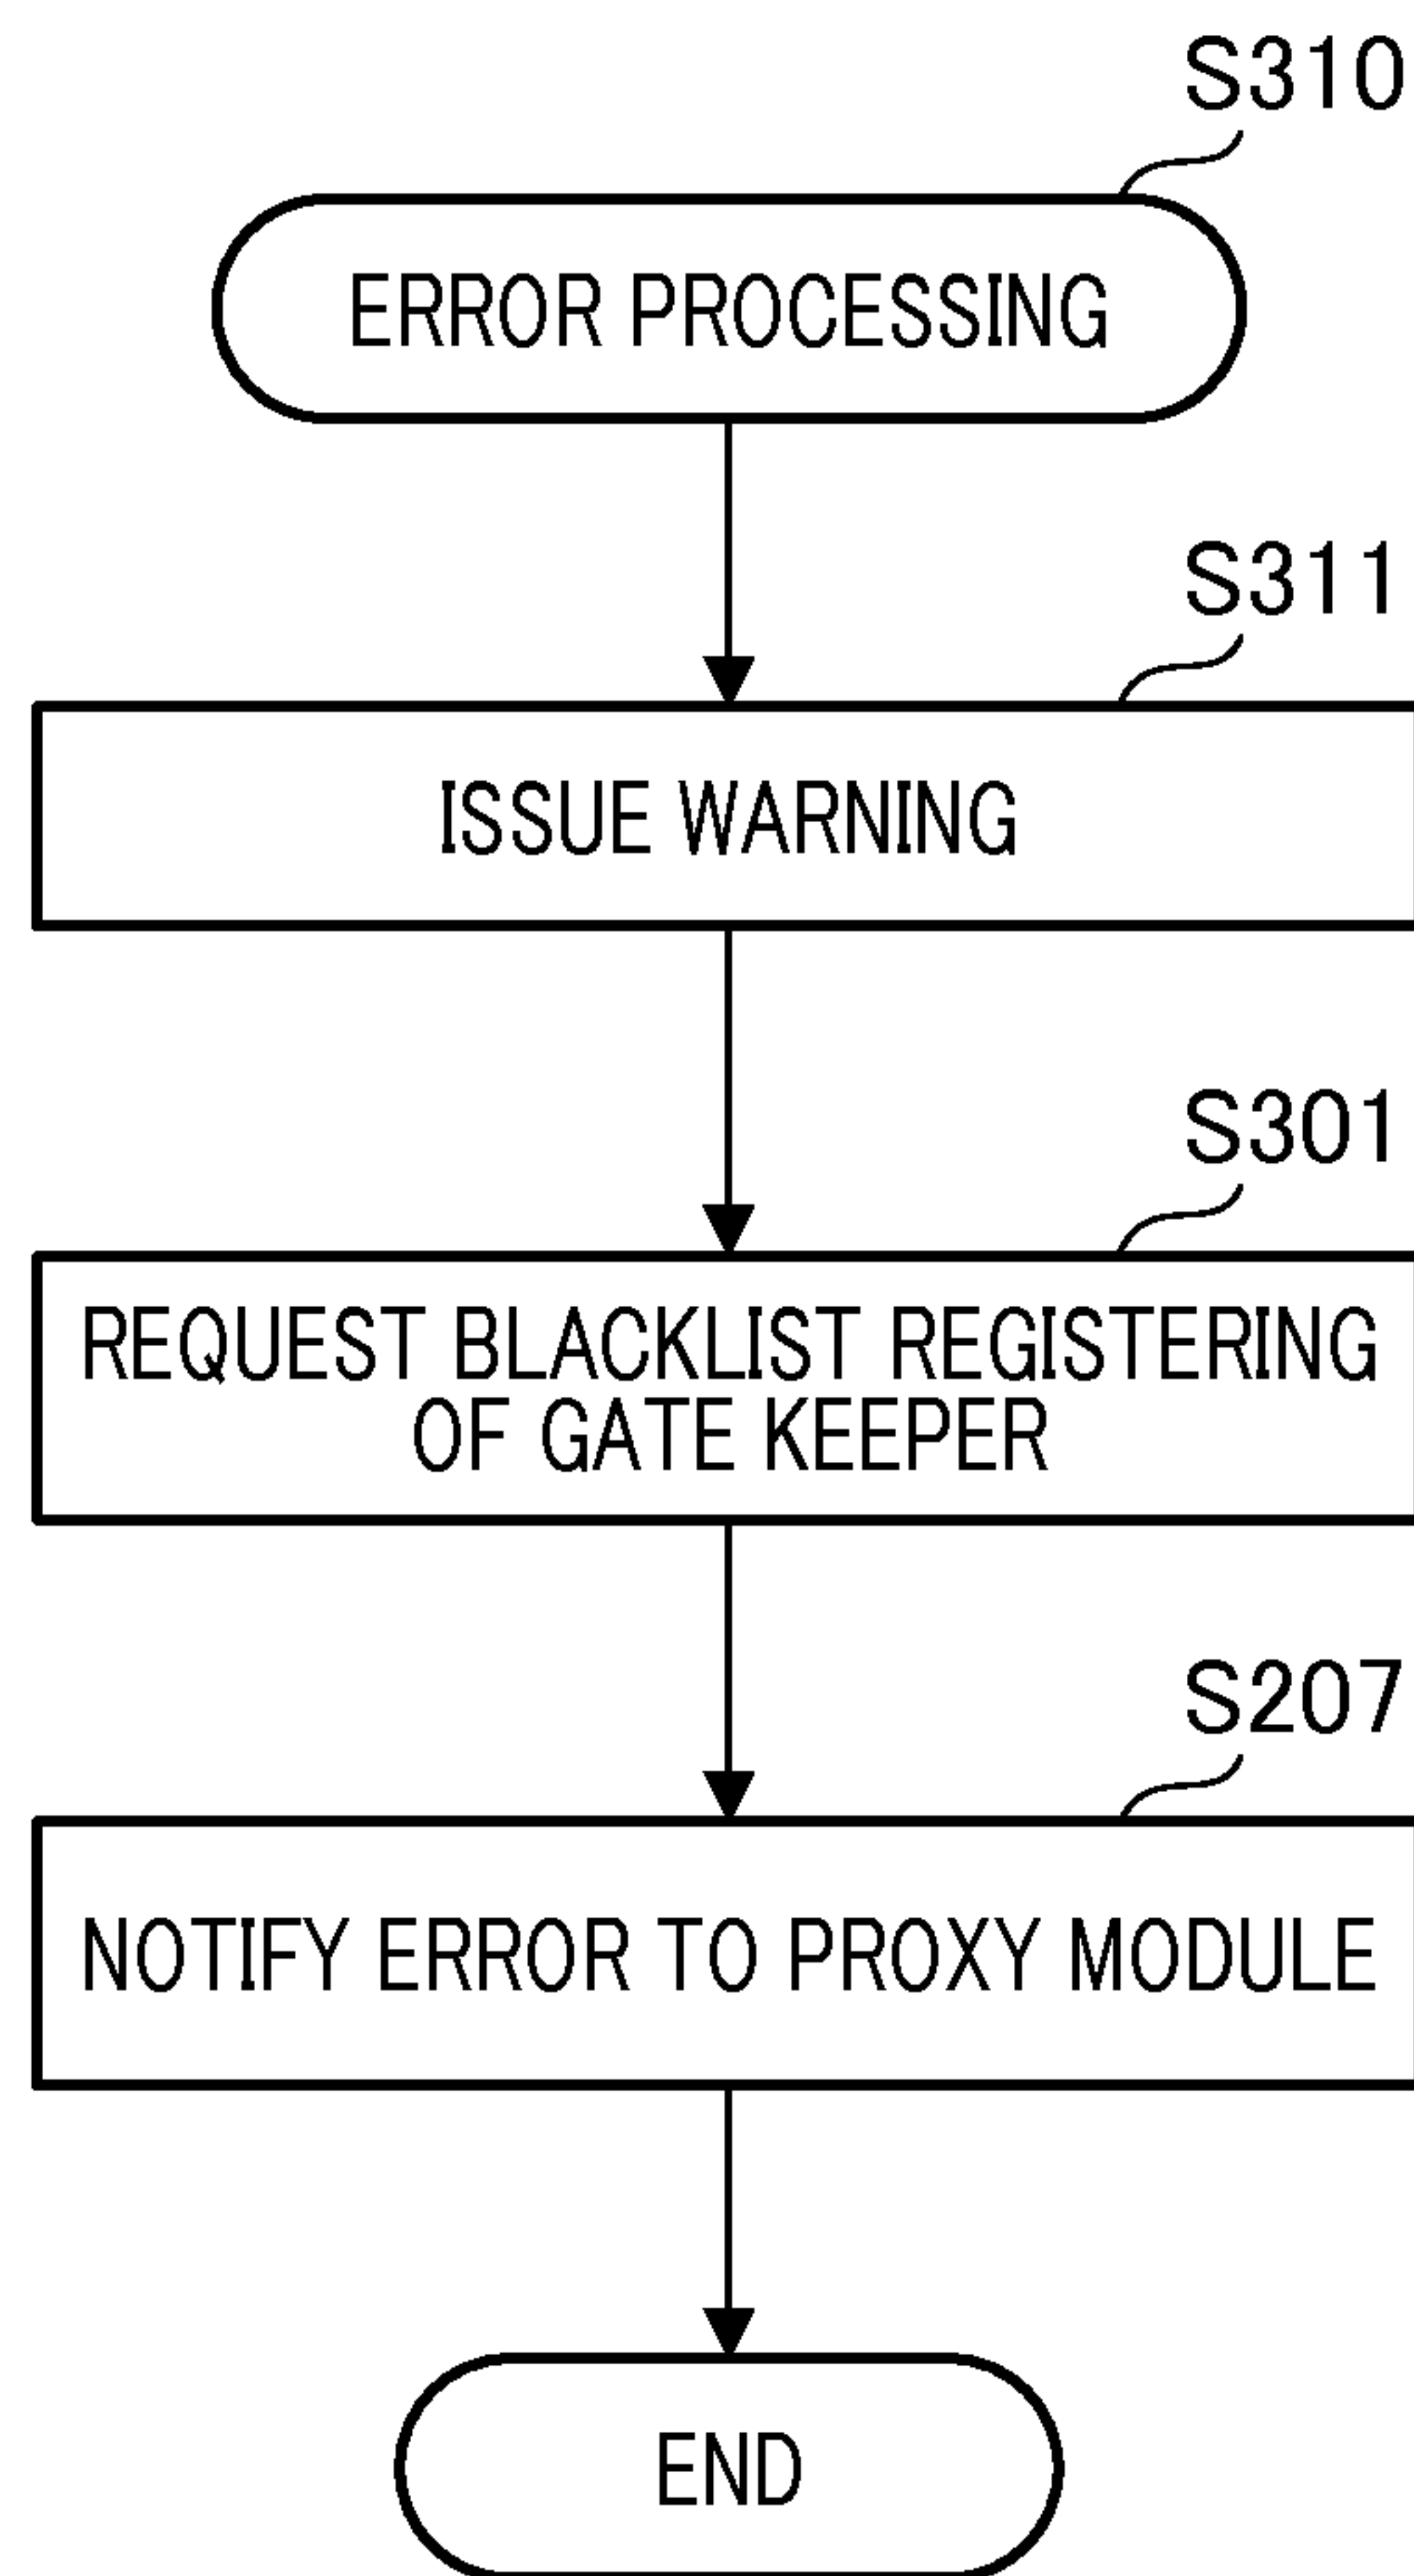 S310
ERROR PROCESSING
S311
ISSUE WARNING
S301
REQUEST BLACKLIST REGISTERING
OF GATE KEEPER
S207
NOTIFY ERROR TO PROXY MODULE
END